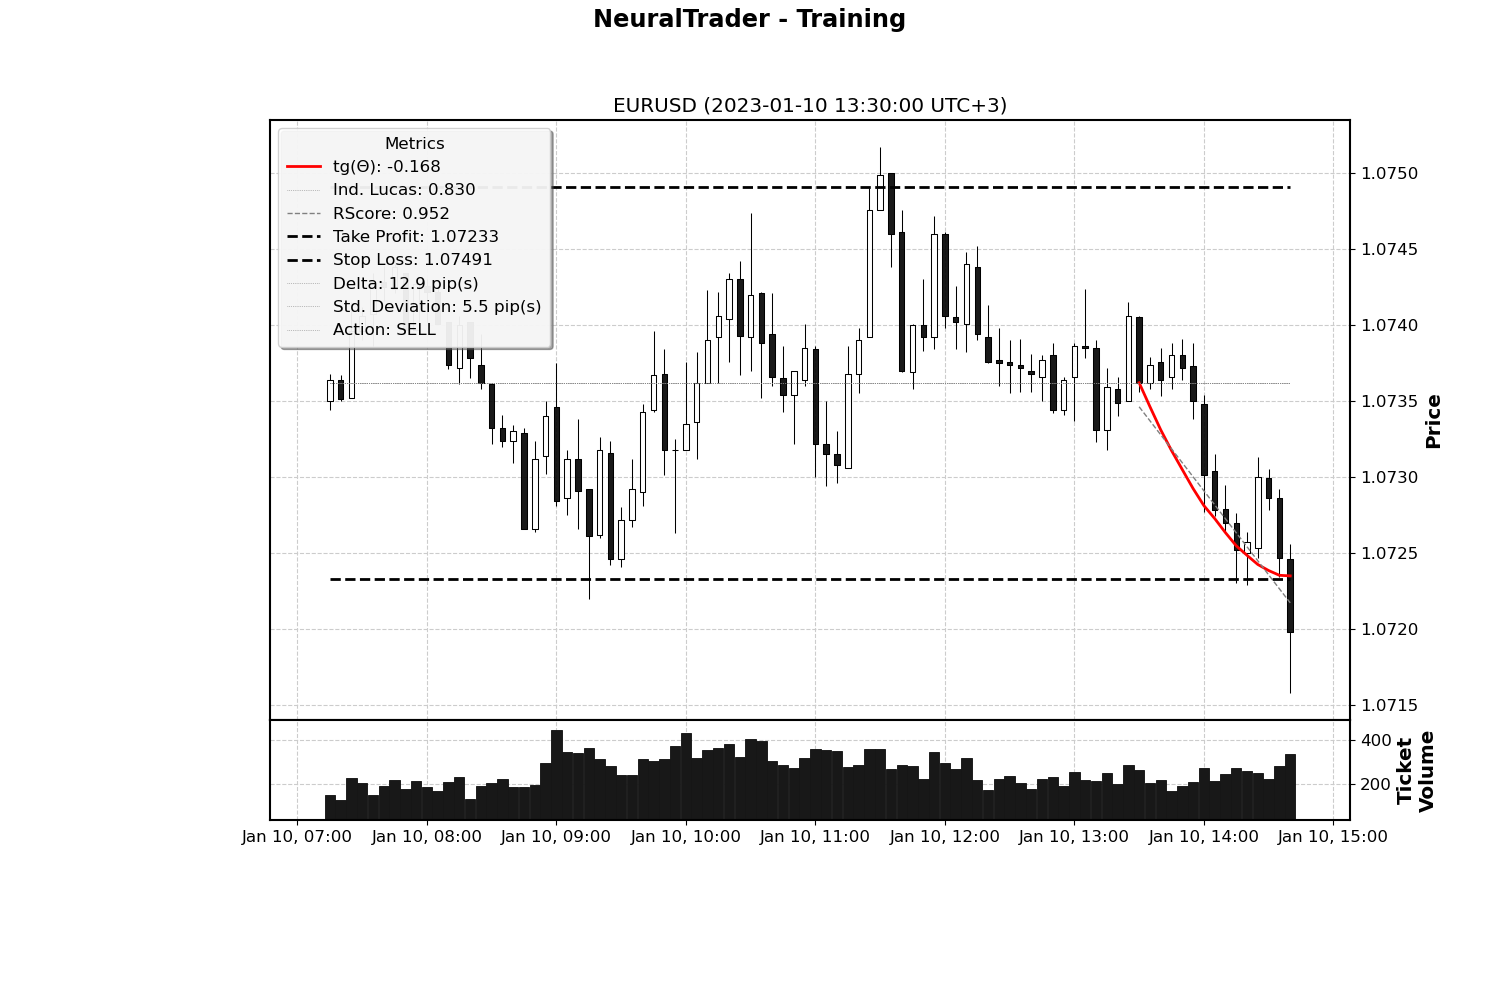 NeuralTrader - Training
EURUSD (2023-01-10 13:30:00 UTC+3)
Metrics
tg(Θ): -0.168
Ind. Lucas: 0.830
RScore: 0.952
Take Profit: 1.07233
Stop Loss: 1.07491
Delta: 12.9 pip(s)
Std. Deviation: 5.5 pip(s)
Action: SELL
1.0750
1.0745
1.0740
1.0735
1.0730
1.0725
1.0720
1.0715
Price
400
200
Ticket
Volume
Jan 10, 07:00
Jan 10, 08:00
Jan 10, 09:00
Jan 10, 10:00
Jan 10, 11:00
Jan 10, 12:00
Jan 10, 13:00
Jan 10, 14:00
Jan 10, 15:00